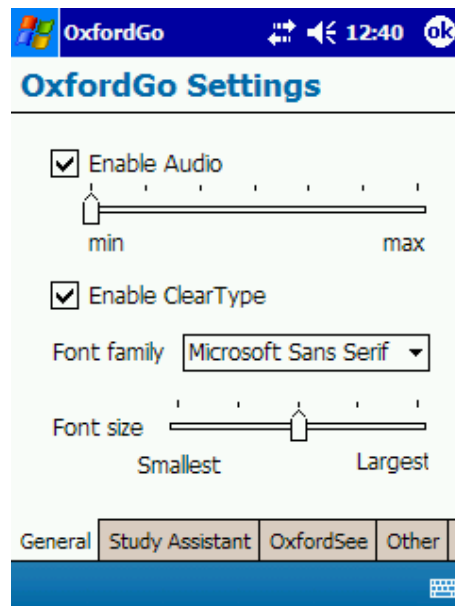 OxfordGo 12:40 ok
OxfordGo Settings
Enable Audio
min max
Enable ClearType
Font family Microsoft Sans Serif
Font size
Smallest Largest
General Study Assistant OxfordSee Other